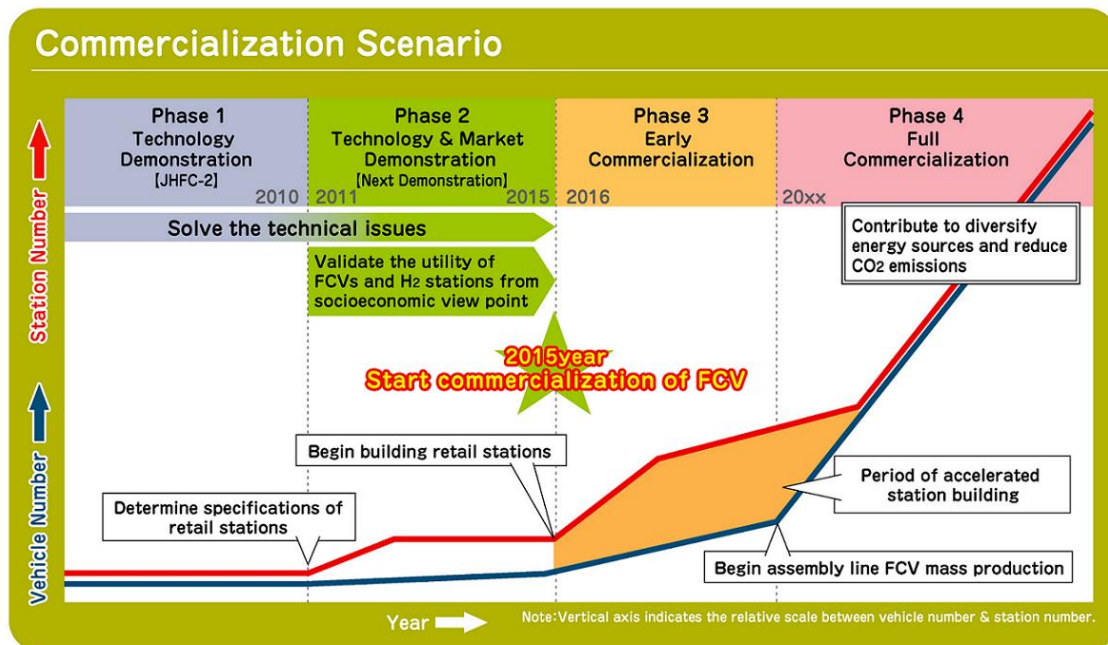 Commercialization Scenario
Phase 1
Technology
Demonstration
【JHFC-2】
2010
Phase 2
Technology & Market
Demonstration
【Next Demonstration】
2011
2015
Phase 3
Early
Commercialization
2016
Phase 4
Full
Commercialization
20xx
Solve the technical issues
Validate the utility of
FCVs and H2 stations from
socioeconomic view point
Contribute to diversify
energy sources and reduce
CO2 emissions
2015year
Start commercialization of FCV
Begin building retail stations
Determine specifications of
retail stations
Period of accelerated
station building
Begin assembly line FCV mass production
Station Number
Vehicle Number
Year
Note:Vertical axis indicates the relative scale between vehicle number & station number.